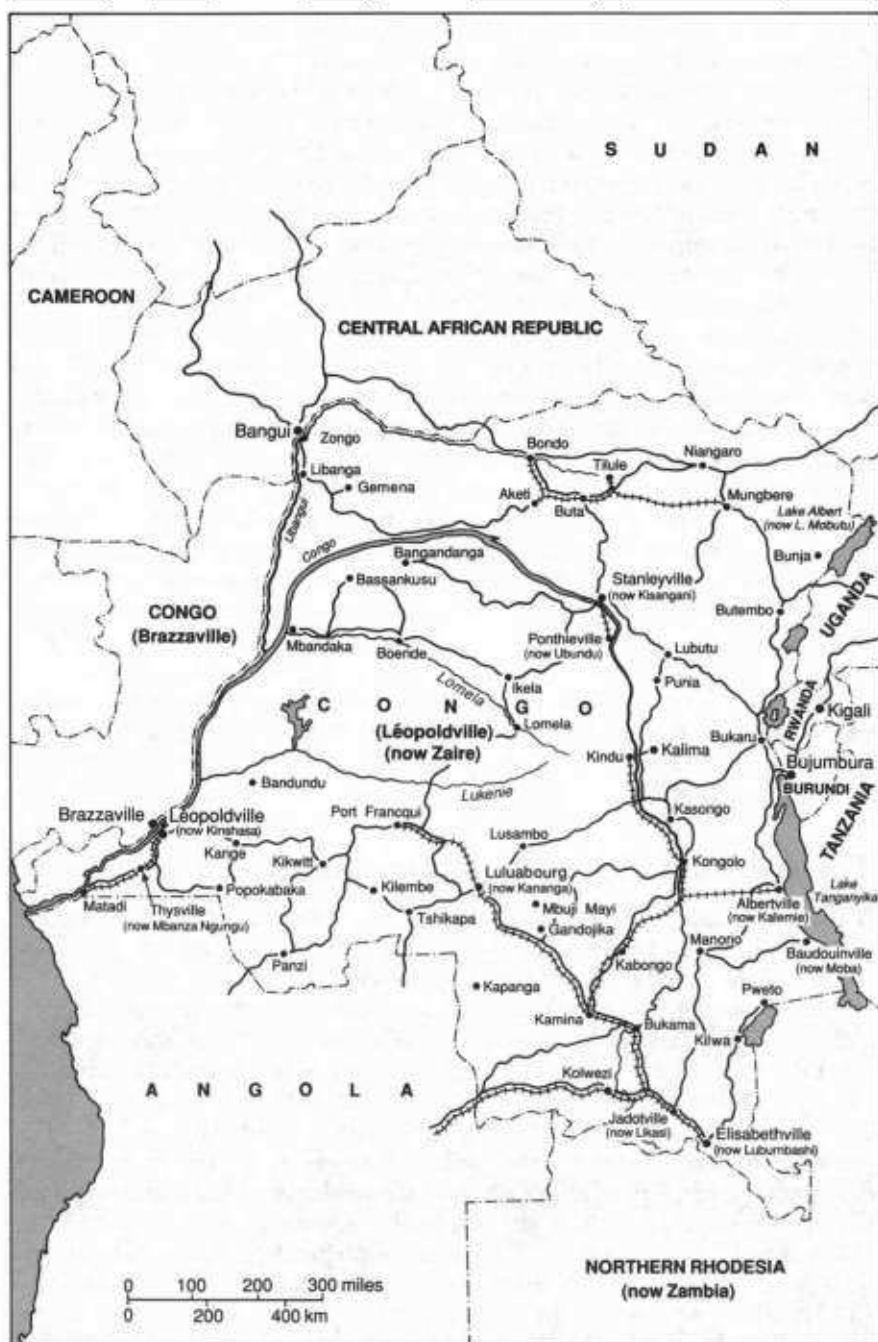 S U D A N
CAMEROON
CENTRAL AFRICAN REPUBLIC
Bangui
Zongo
Bondo
Niangaro
Libanga
Tilule
Gemena
Aketi
Buta
Mungbere
Ubangui
Lake Albert
(now L. Mobutu)
Congo
Bangandanga
Bunja
Bassankusu
Stanleyville
(now Kisangani)
CONGO
(Brazzaville)
Butembo
UGANDA
Mbandaka
Boende
Ponthieville
(now Ubundu)
Lubutu
Lomela
Ikela
Punia
RWANDA
Kigali
C O N G O
(Léopoldville)
(now Zaire)
Lomela
Kindu
Kalima
Bukaru
Bujumbura
BURUNDI
Bandundu
Lukenie
TANZANIA
Brazzaville
Léopoldville
(now Kinshasa)
Port Francqui
Kasongo
Lusambo
Kange
Kikwitt
Kongolo
Popokabaka
Kilembe
Luluabourg
(now Kananga)
Mbuji Mayi
Albertville
(now Kalemie)
Lake
Tanganyika
Matadi
Thysville
(now Mbanza Ngungu)
Tshikapa
Gandojika
Manono
Baudouinville
(now Moba)
Panzi
Kabongo
Kapanga
Pweto
Kamina
Bukama
Kilwa
Kolwezi
A N G O L A
Jadotville
(now Likasi)
Elisabethville
(now Lubumbashi)
NORTHERN RHODESIA
(now Zambia)
0 100 200 300 miles
0 200 400 km